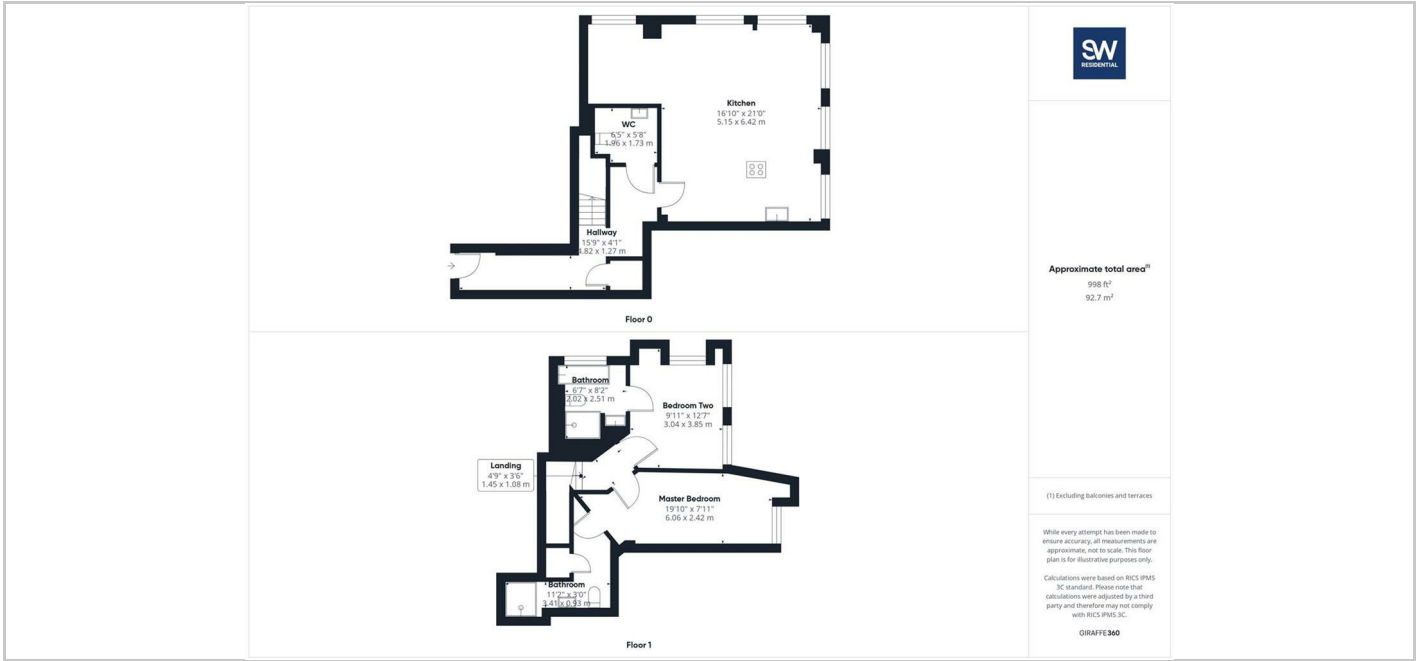 Kitchen
16'10" x 21'0"
5.15 x 6.42 m
WC
6'5" x 5'8"
1.96 x 1.73 m
Hallway
15'9" x 4'1"
4.82 x 1.27 m
Floor 0
Bathroom
6'7" x 8'2"
2.02 x 2.51 m
Bedroom Two
9'11" x 12'7"
3.04 x 3.85 m
Landing
4'9" x 3'6"
1.45 x 1.08 m
Master Bedroom
19'10" x 7'11"
6.06 x 2.42 m
Bathroom
11'2" x 3'0"
3.41 x 0.93 m
Floor 1
SW
RESIDENTIAL
Approximate total area(1)
998 ft²
92.7 m²
(1) Excluding balconies and terraces
While every attempt has been made to
ensure accuracy, all measurements are
approximate, not to scale. This floor
plan is for illustrative purposes only.
Calculations were based on RICS IPMS
3C standard. Please note that
calculations were adjusted by a third
party and therefore may not comply
with RICS IPMS 3C.
GIRAFFE360